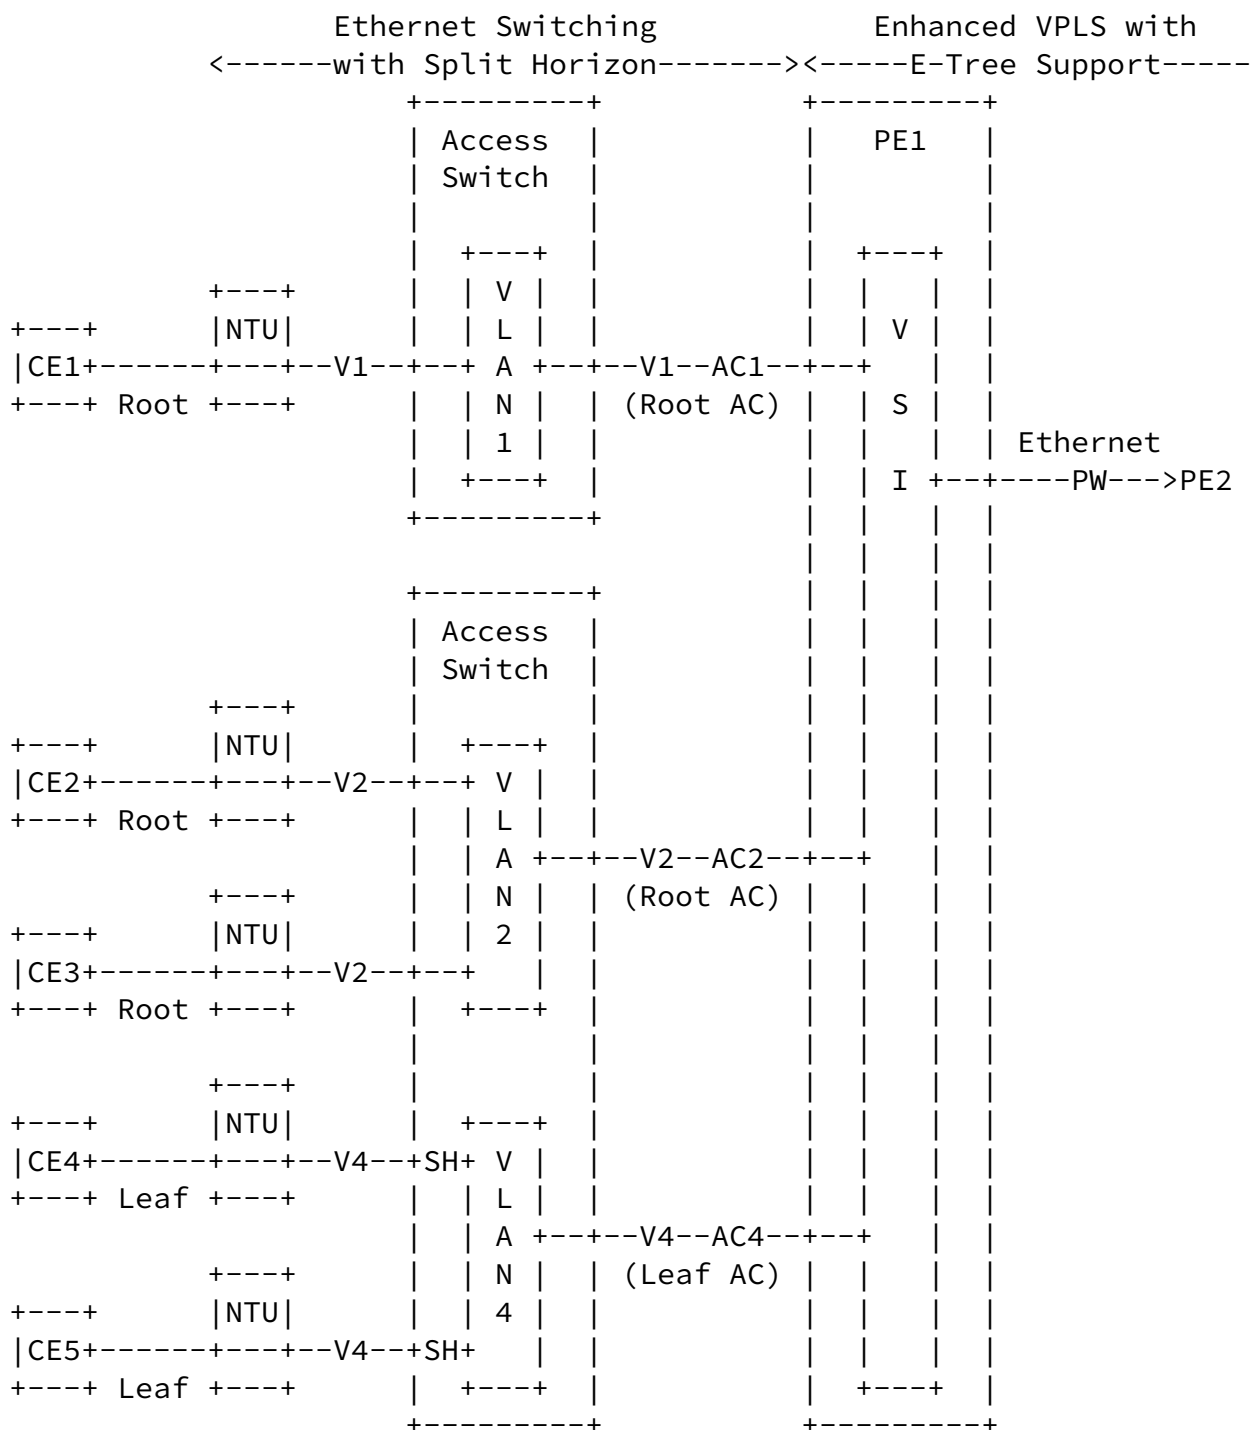 Ethernet Switching            Enhanced VPLS with
           <------with Split Horizon-------><-----E-Tree Support-----
                      +---------+           +---------+
                      | Access  |           |   PE1   |
                      | Switch  |           |         |
                      |         |           |         |
                      |  +---+  |           |  +---+  |
           +---+      |  | V |  |           |  |   |  |
+---+      |NTU|      |  | L |  |           |  | V |  |
|CE1+------+---+--V1--+--+ A +--+--V1--AC1--+--+   |  |
+---+ Root +---+      |  | N |  | (Root AC) |  | S |  |
                      |  | 1 |  |           |  |   |  | Ethernet
                      |  +---+  |           |  | I +--+----PW--->PE2
                      +---------+           |  |   |  |
                                            |  |   |  |
                      +---------+           |  |   |  |
                      | Access  |           |  |   |  |
                      | Switch  |           |  |   |  |
           +---+      |         |           |  |   |  |
+---+      |NTU|      |  +---+  |           |  |   |  |
|CE2+------+---+--V2--+--+ V |  |           |  |   |  |
+---+ Root +---+      |  | L |  |           |  |   |  |
                      |  | A +--+--V2--AC2--+--+   |  |
           +---+      |  | N |  | (Root AC) |  |   |  |
+---+      |NTU|      |  | 2 |  |           |  |   |  |
|CE3+------+---+--V2--+--+   |  |           |  |   |  |
+---+ Root +---+      |  +---+  |           |  |   |  |
                      |         |           |  |   |  |
           +---+      |         |           |  |   |  |
+---+      |NTU|      |  +---+  |           |  |   |  |
|CE4+------+---+--V4--+SH+ V |  |           |  |   |  |
+---+ Leaf +---+      |  | L |  |           |  |   |  |
                      |  | A +--+--V4--AC4--+--+   |  |
           +---+      |  | N |  | (Leaf AC) |  |   |  |
+---+      |NTU|      |  | 4 |  |           |  |   |  |
|CE5+------+---+--V4--+SH+   |  |           |  |   |  |
+---+ Leaf +---+      |  +---+  |           |  +---+  |
                      +---------+           +---------+